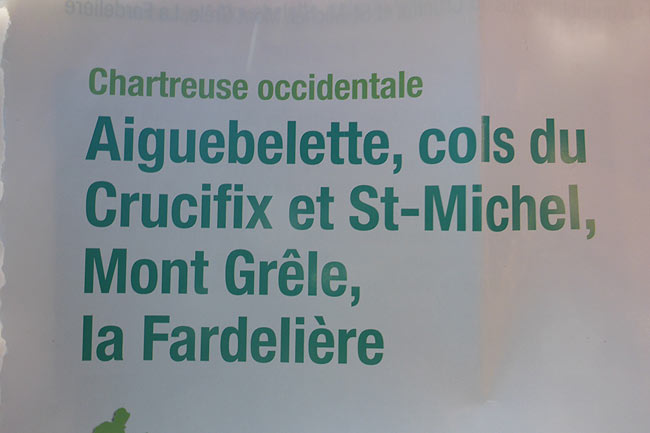 Chartreuse occidentale
Aiguebelette, cols du
Crucifix et St-Michel,
Mont Grêle,
la Fardelière